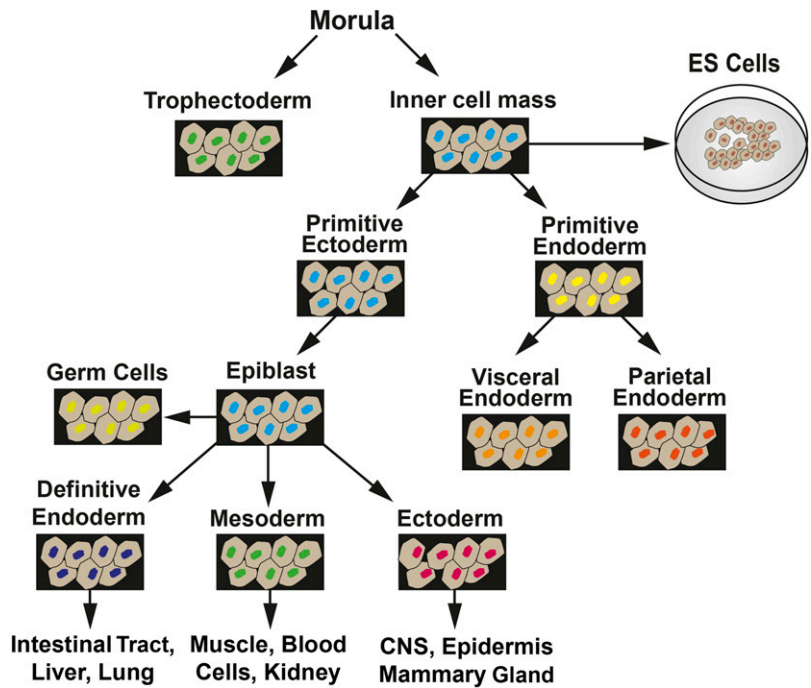 Morula
ES Cells
Trophectoderm
Inner cell mass
Primitive
Ectoderm
Primitive
Endoderm
Germ Cells
Epiblast
Visceral
Endoderm
Parietal
Endoderm
Definitive
Endoderm
Mesoderm
Ectoderm
Intestinal Tract,
Liver, Lung
Muscle, Blood
Cells, Kidney
CNS, Epidermis
Mammary Gland